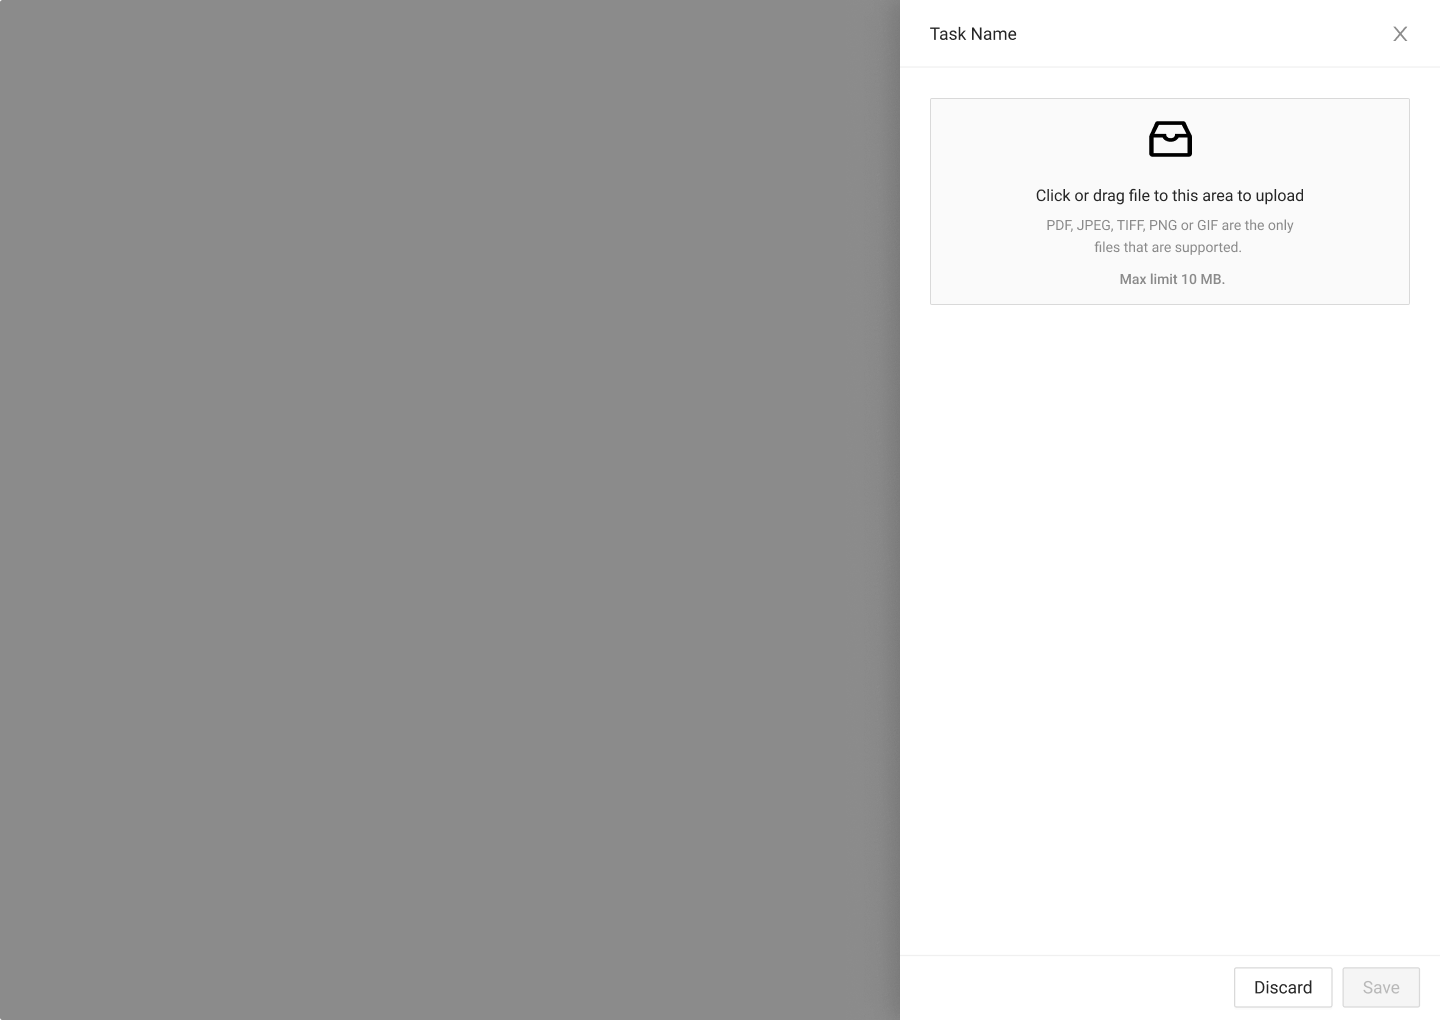 Task Name
Click or drag file to this area to upload
PDF, JPEG, TIFF, PNG or GIF are the only
files that are supported.
Max limit 10 MB.
Discard
Save